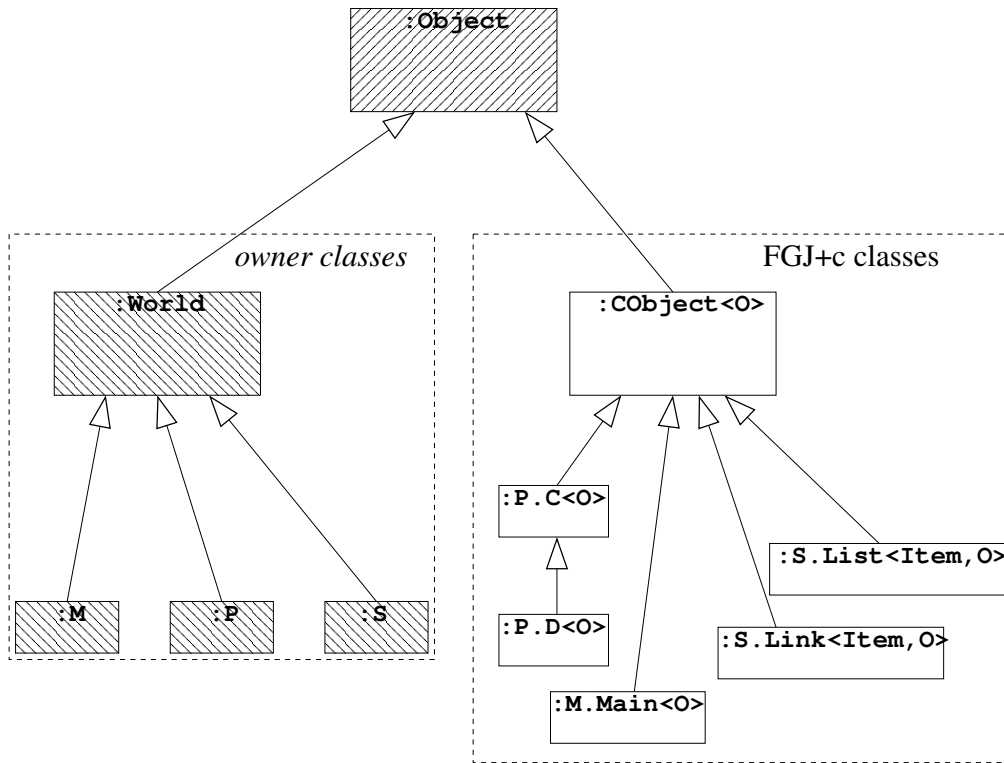 :Object
owner classes
FGJ+c classes
:World
:CObject<O>
:P.C<O>
:S.List<Item,O>
:M
:P
:S
:P.D<O>
:S.Link<Item,O>
:M.Main<O>